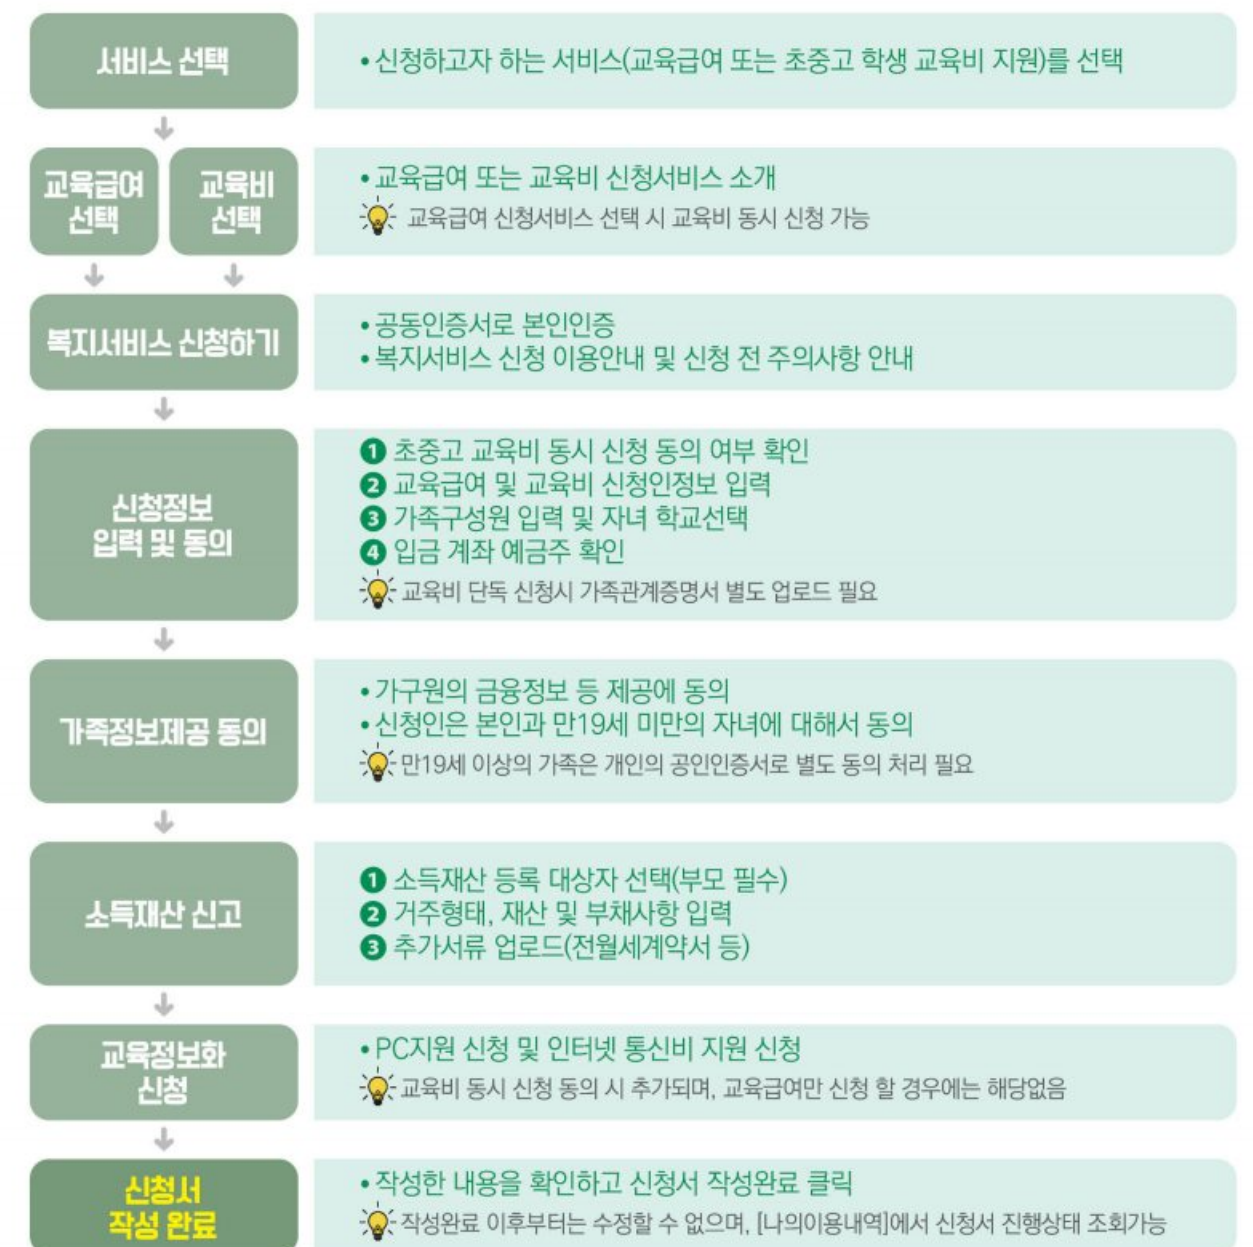 서비스 선택
• 신청하고자 하는 서비스(교육급여 또는 초중고 학생 교육비 지원)를 선택
교육급여
선택
교육비
선택
• 교육급여 또는 교육비 신청서비스 소개
교육급여 신청서비스 선택 시 교육비 동시 신청 가능
복지서비스 신청하기
• 공동인증서로 본인인증
• 복지서비스 신청 이용안내 및 신청 전 주의사항 안내
신청정보
입력 및 동의
❶ 초중고 교육비 동시 신청 동의 여부 확인
❷ 교육급여 및 교육비 신청인정보 입력
❸ 가족구성원 입력 및 자녀 학교선택
❹ 입금 계좌 예금주 확인
교육비 단독 신청시 가족관계증명서 별도 업로드 필요
가족정보제공 동의
• 가구원의 금융정보 등 제공에 동의
• 신청인은 본인과 만19세 미만의 자녀에 대해서 동의
만19세 이상의 가족은 개인의 공인인증서로 별도 동의 처리 필요
소득재산 신고
❶ 소득재산 등록 대상자 선택(부모 필수)
❷ 거주형태, 재산 및 부채사항 입력
❸ 추가서류 업로드(전월세계약서 등)
교육정보화
신청
• PC지원 신청 및 인터넷 통신비 지원 신청
교육비 동시 신청 동의 시 추가되며, 교육급여만 신청 할 경우에는 해당없음
신청서
작성 완료
• 작성한 내용을 확인하고 신청서 작성완료 클릭
작성완료 이후부터는 수정할 수 없으며, [나의이용내역]에서 신청서 진행상태 조회가능